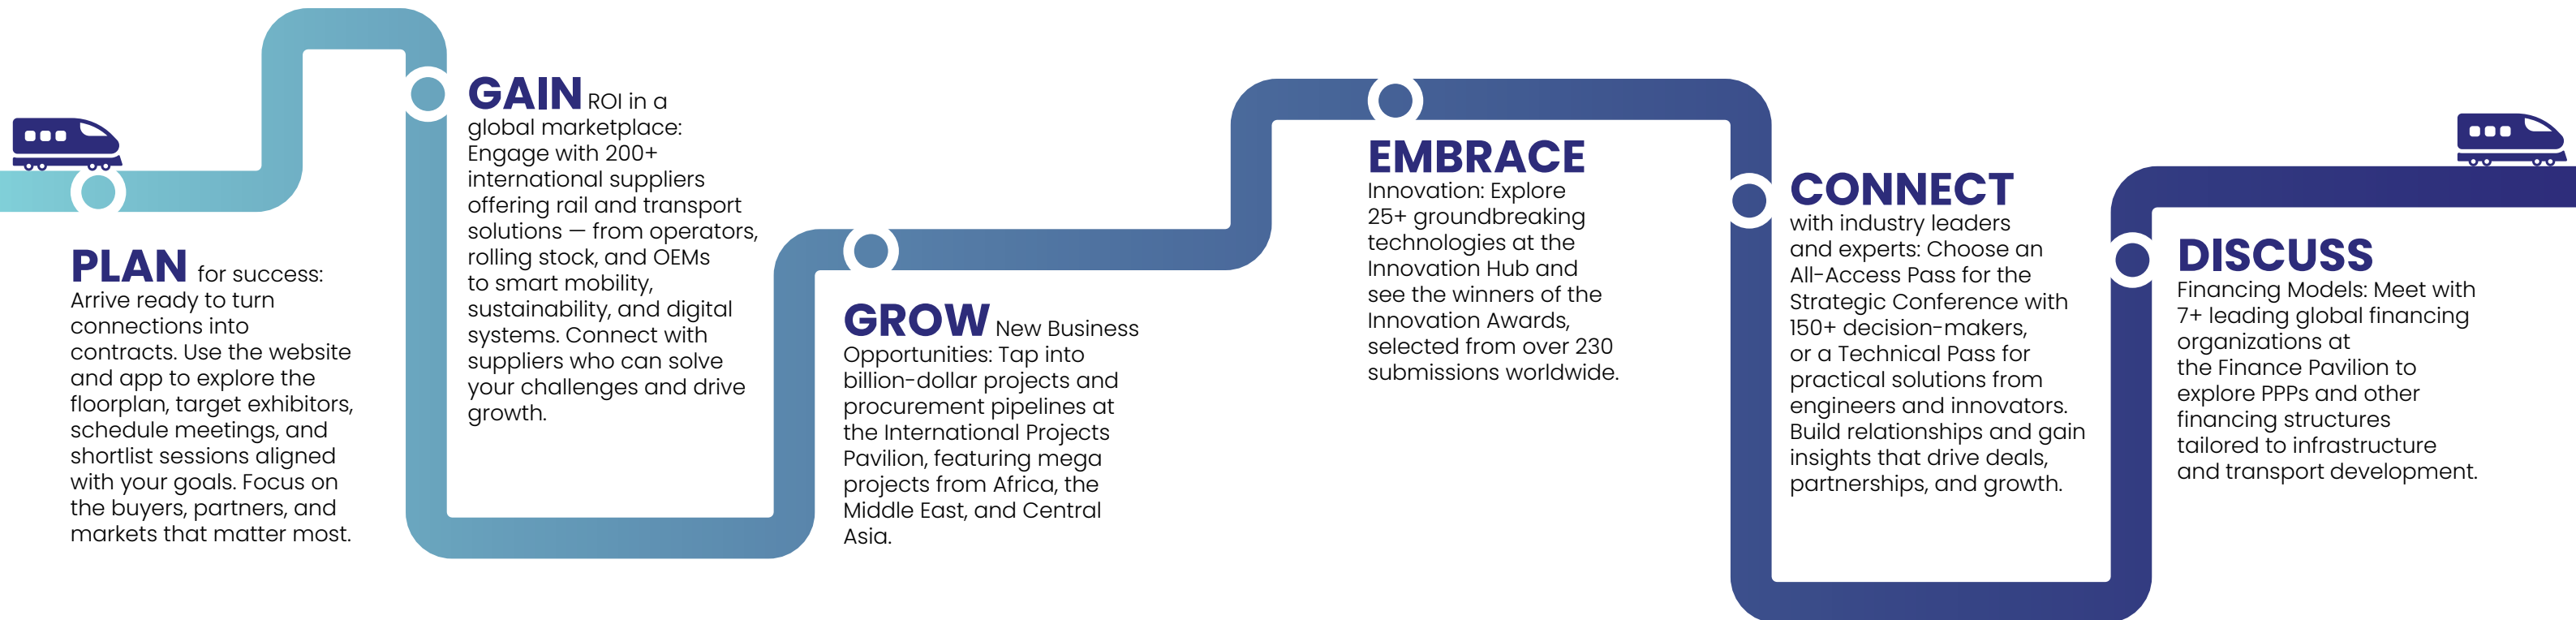 PLAN for success:
Arrive ready to turn
connections into
contracts. Use the website
and app to explore the
floorplan, target exhibitors,
schedule meetings, and
shortlist sessions aligned
with your goals. Focus on
the buyers, partners, and
markets that matter most.
GAIN ROI in a
global marketplace:
Engage with 200+
international suppliers
offering rail and transport
solutions — from operators,
rolling stock, and OEMs
to smart mobility,
sustainability, and digital
systems. Connect with
suppliers who can solve
your challenges and drive
growth.
GROW New Business
Opportunities: Tap into
billion-dollar projects and
procurement pipelines at
the International Projects
Pavilion, featuring mega
projects from Africa, the
Middle East, and Central
Asia.
EMBRACE
Innovation: Explore
25+ groundbreaking
technologies at the
Innovation Hub and
see the winners of the
Innovation Awards,
selected from over 230
submissions worldwide.
CONNECT
with industry leaders
and experts: Choose an
All-Access Pass for the
Strategic Conference with
150+ decision-makers,
or a Technical Pass for
practical solutions from
engineers and innovators.
Build relationships and gain
insights that drive deals,
partnerships, and growth.
DISCUSS
Financing Models: Meet with
7+ leading global financing
organizations at
the Finance Pavilion to
explore PPPs and other
financing structures
tailored to infrastructure
and transport development.